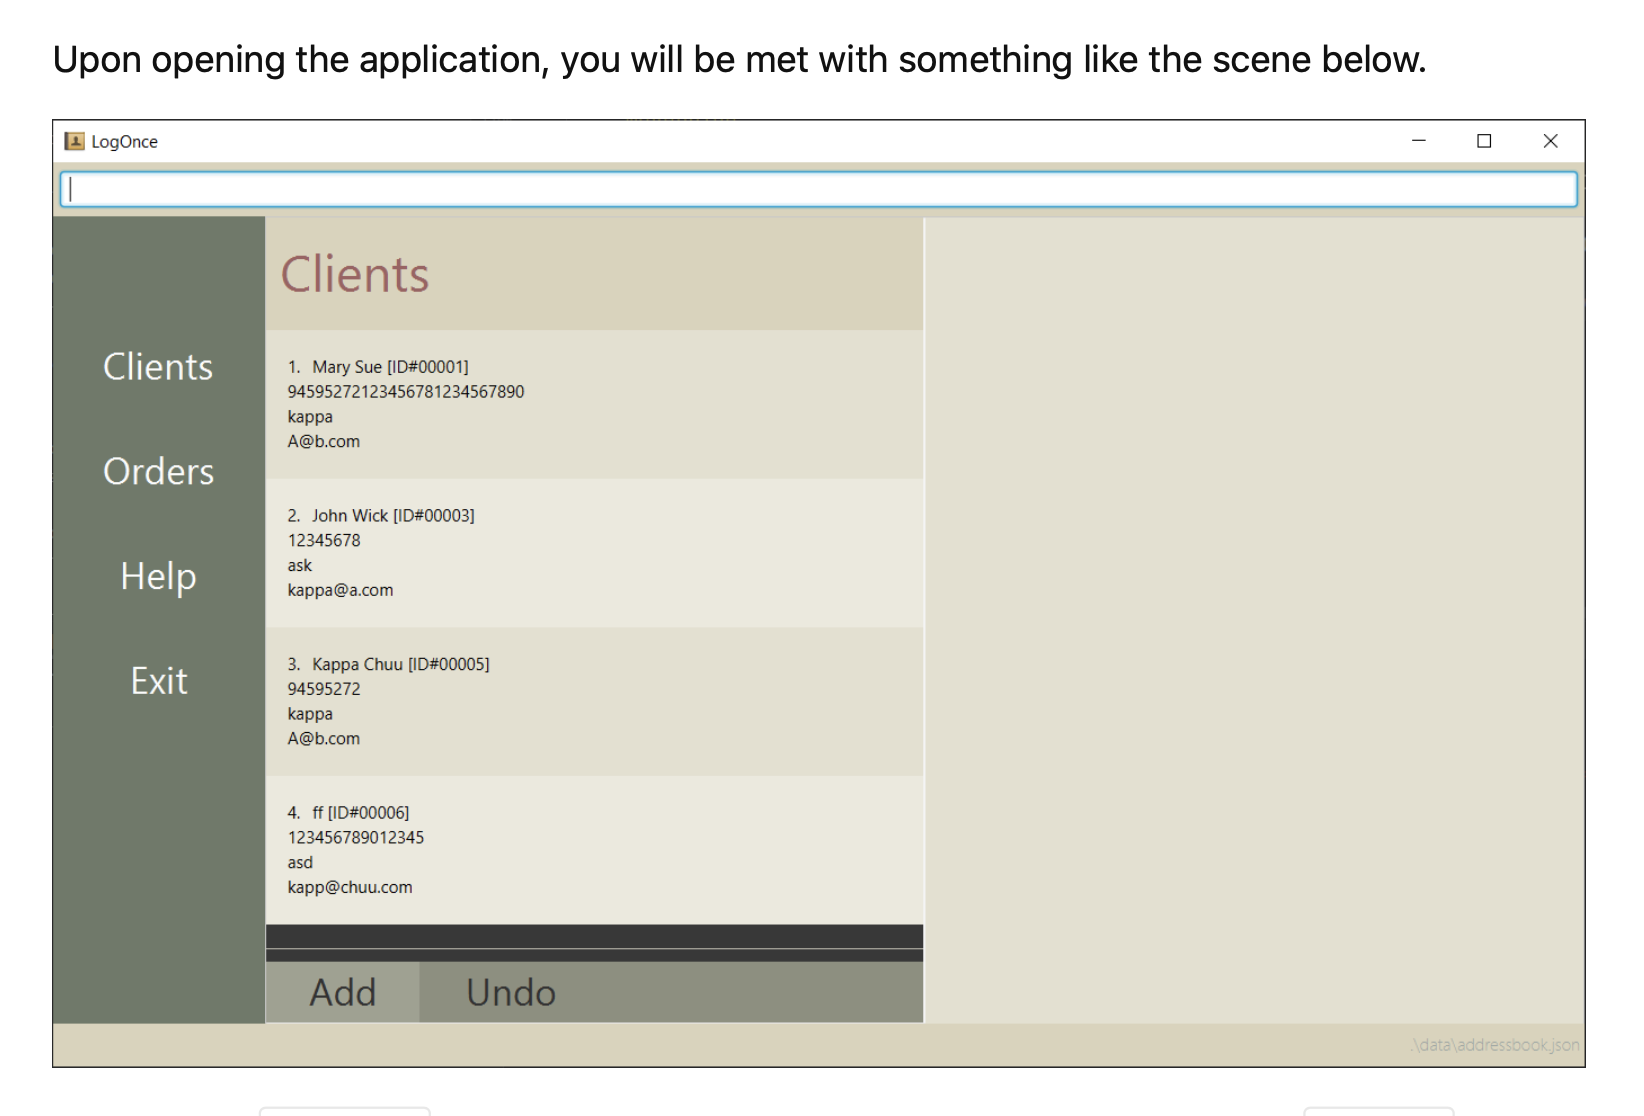 Upon opening the application, you will be met with something like the scene below.
LogOnce
Clients
Orders
Help
Exit
Clients
1. Mary Sue [ID#00001]
94595272123456781234567890
kappa
A@b.com
2. John Wick [ID#00003]
12345678
ask
kappa@a.com
3. Kappa Chuu [ID#00005]
94595272
kappa
A@b.com
4. ff [ID#00006]
123456789012345
asd
kapp@chuu.com
Add Undo
.\data\addressbook.json